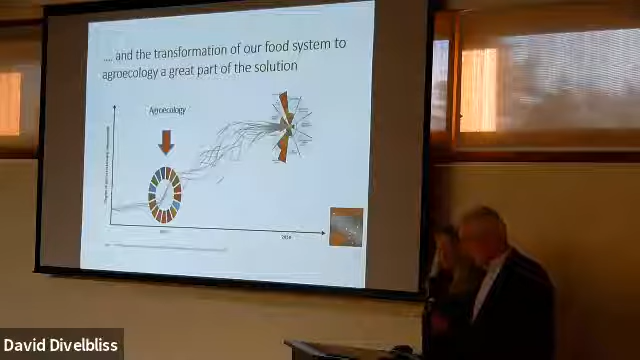 .... and the transformation of our food system to
agroecology a great part of the solution
Agroecology
David Divelbliss